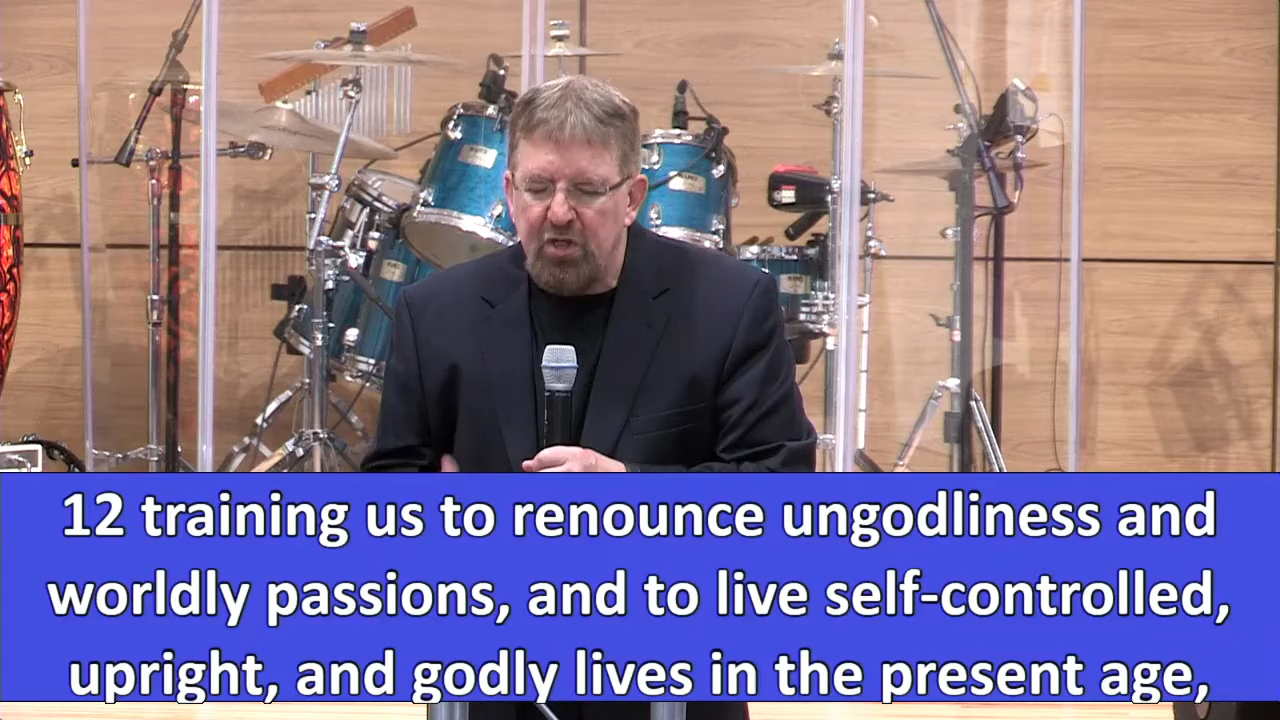 12 training us to renounce ungodliness and
worldly passions, and to live self-controlled,
upright, and godly lives in the present age,